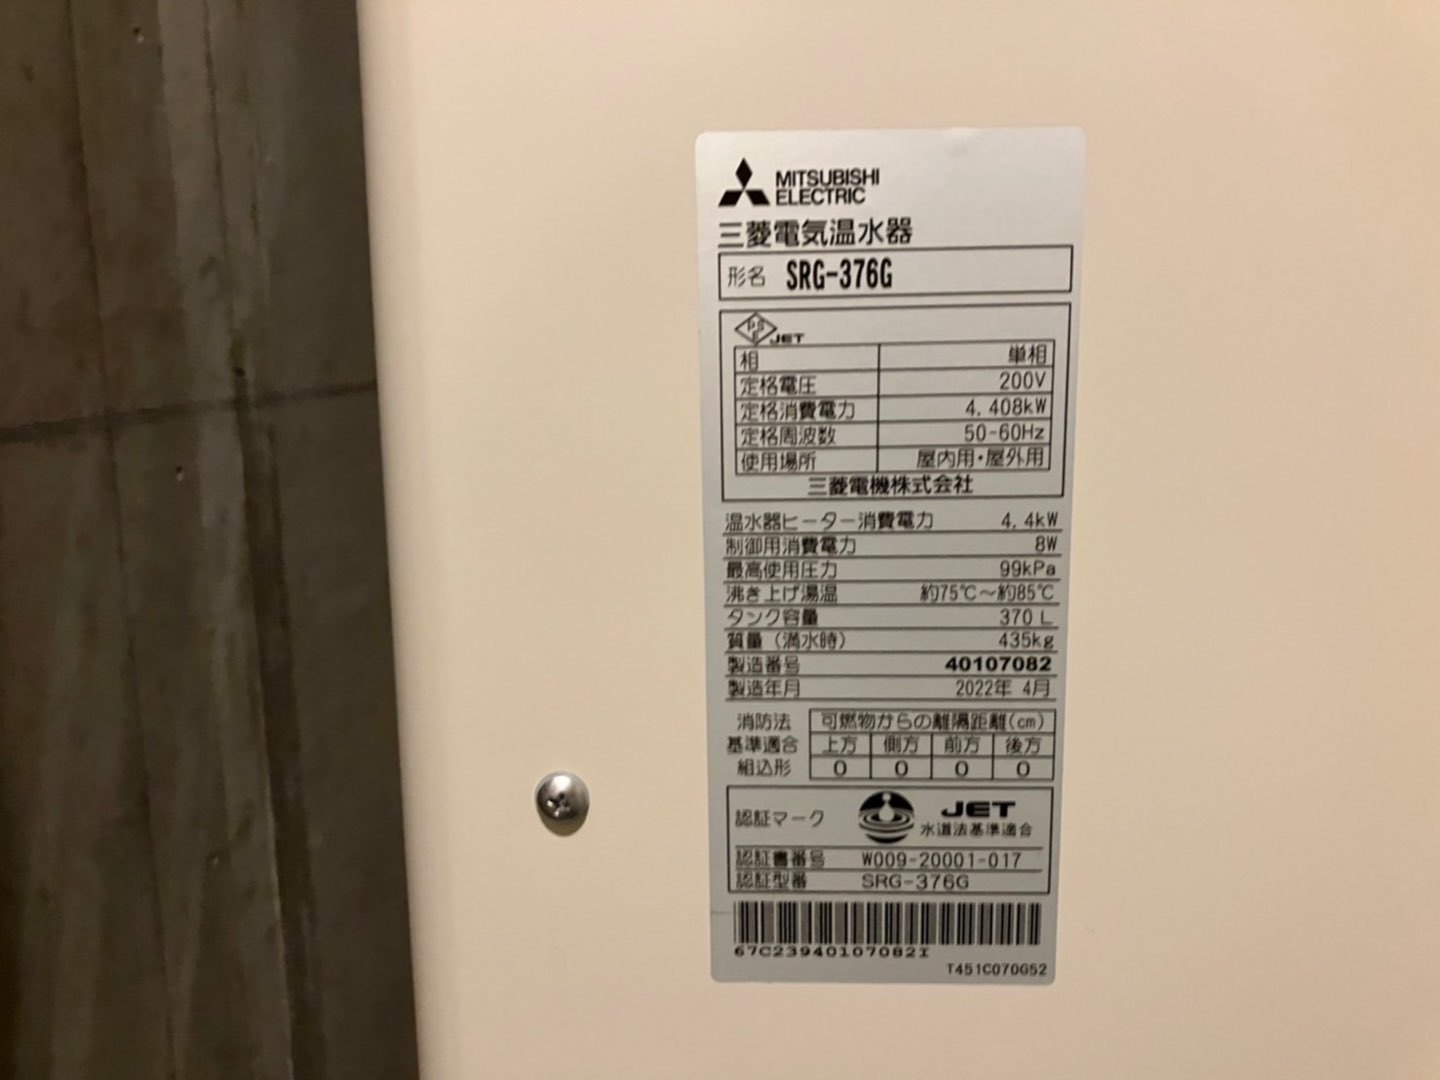 MITSUBISHI
ELECTRIC
三菱電気温水器
形名 SRG-376G
PS E JET
相 単相
定格電圧 200V
定格消費電力 4.408kW
定格周波数 50-60Hz
使用場所 屋内用・屋外用
三菱電機株式会社
温水器ヒーター消費電力 4.4kW
制御用消費電力 8W
最高使用圧力 99kPa
沸き上げ湯温 約75℃～約85℃
タンク容量 370L
質量（満水時） 435kg
製造番号 40107082
製造年月 2022年 4月
消防法 可燃物からの離隔距離(cm)
基準適合 上方 側方 前方 後方
組込形 0 0 0 0
認証マーク JET
水道法基準適合
認証書番号 W009-20001-017
認証型番 SRG-376G
67C239401070821I
T451C070G52